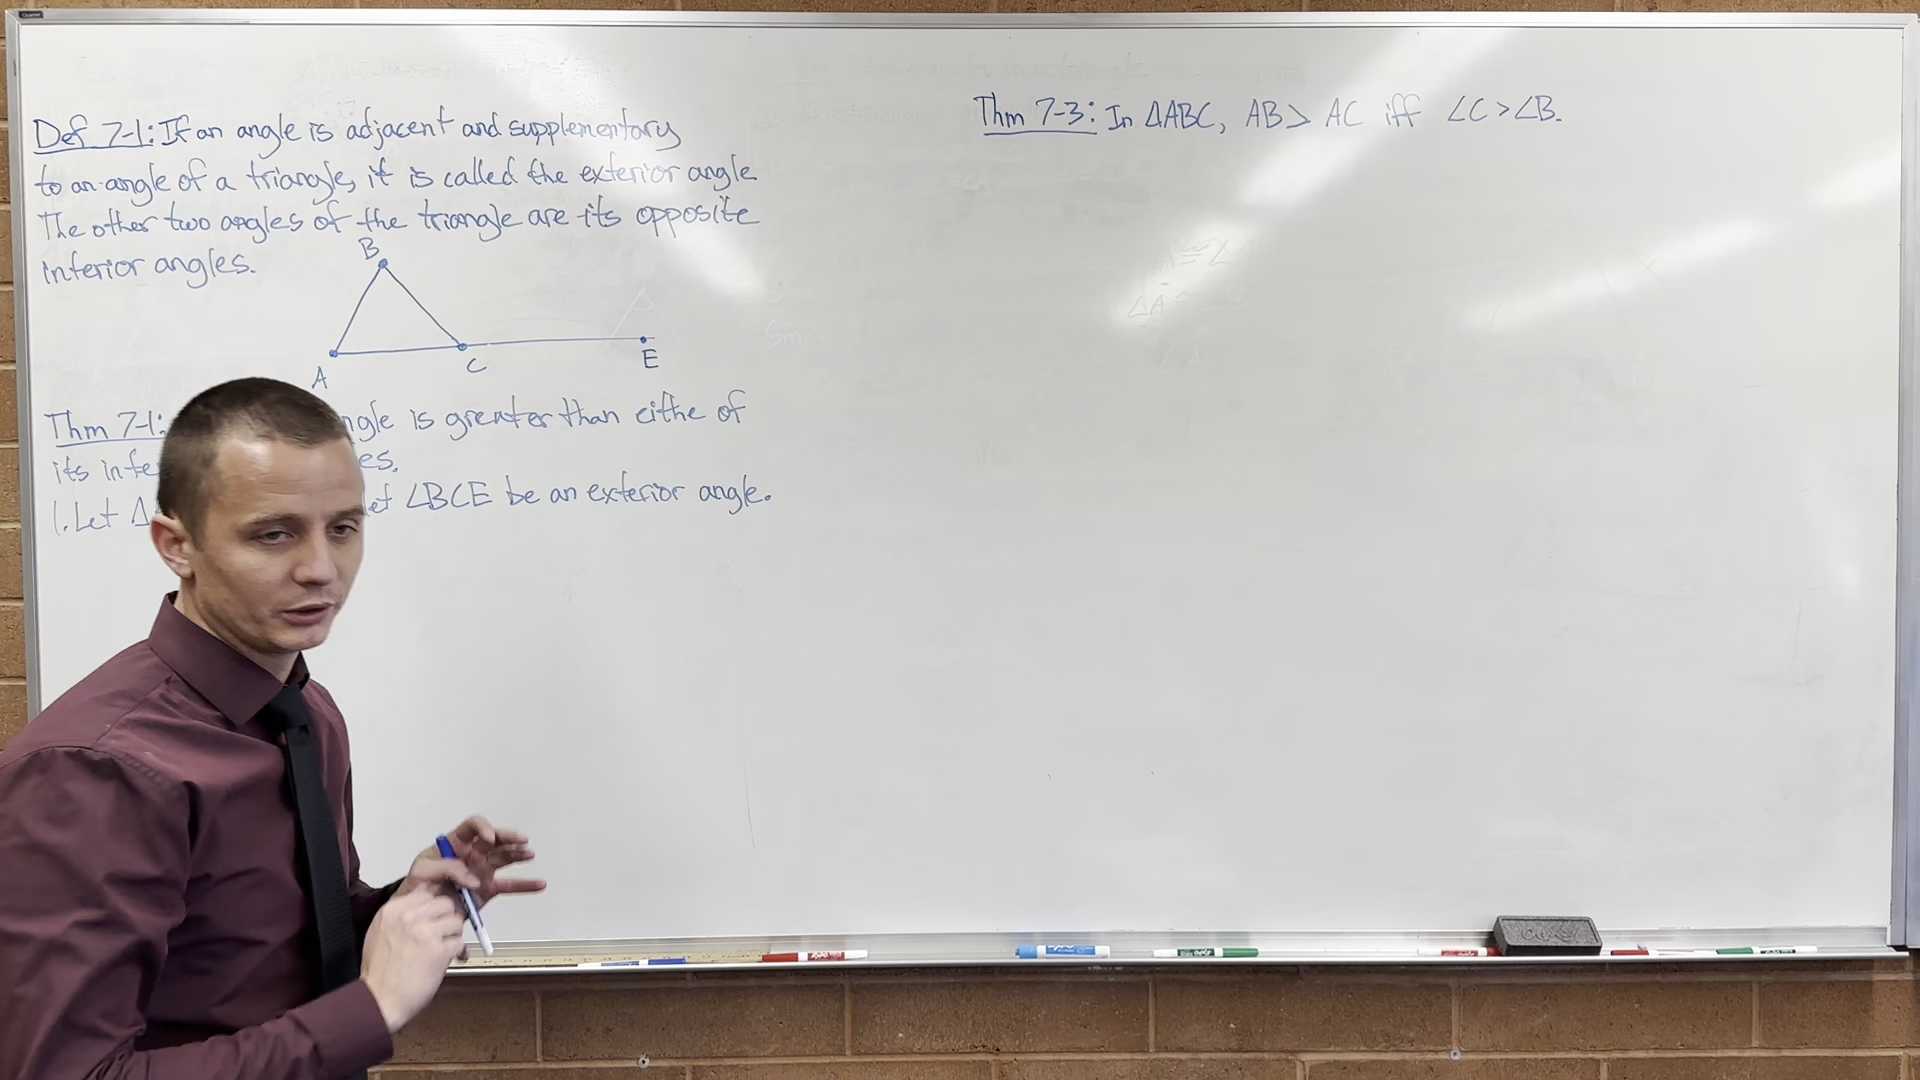 Def 7-1: If an angle is adjacent and supplementary
to an angle of a triangle, it is called the exterior angle.
The other two angles of the triangle are its opposite
interior angles.
B
A
C
E
Thm 7-1: ngle is greater than eithe of
its inte es.
1. Let Δ let ∠BCE be an exterior angle.
Thm 7-3: In ΔABC, AB > AC iff ∠C > ∠B.